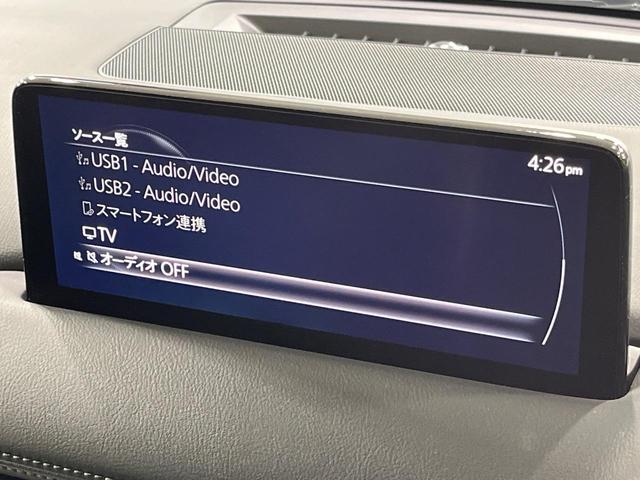 ソース一覧
4:26pm
USB1 - Audio/Video
USB2 - Audio/Video
スマートフォン連携
TV
オーディオ OFF